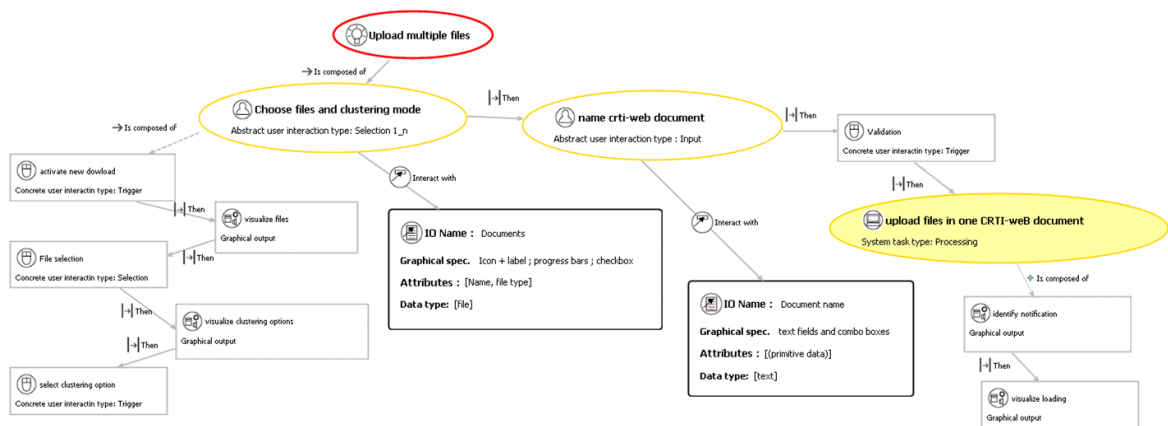 Upload multiple files
Is composed of
Choose files and clustering mode
Abstract user interaction type: Selection 1_n
Then
name crti-web document
Abstract user interaction type : Input
Then
Validation
Concrete user interactin type: Trigger
Is composed of
activate new dowload
Concrete user interactin type: Trigger
Then
visualize files
Graphical output
Then
File selection
Concrete user interactin type: Selection
Then
visualize clustering options
Graphical output
Then
select clustering option
Concrete user interactin type: Trigger
Interact with
IO Name : Documents
Graphical spec. Icon + label ; progress bars ; checkbox
Attributes : [Name, file type]
Data type: [file]
Interact with
IO Name : Document name
Graphical spec. text fields and combo boxes
Attributes : [(primitive data)]
Data type: [text]
Then
upload files in one CRTI-weB document
System task type: Processing
Is composed of
identify notification
Graphical output
Then
visualize loading
Graphical output